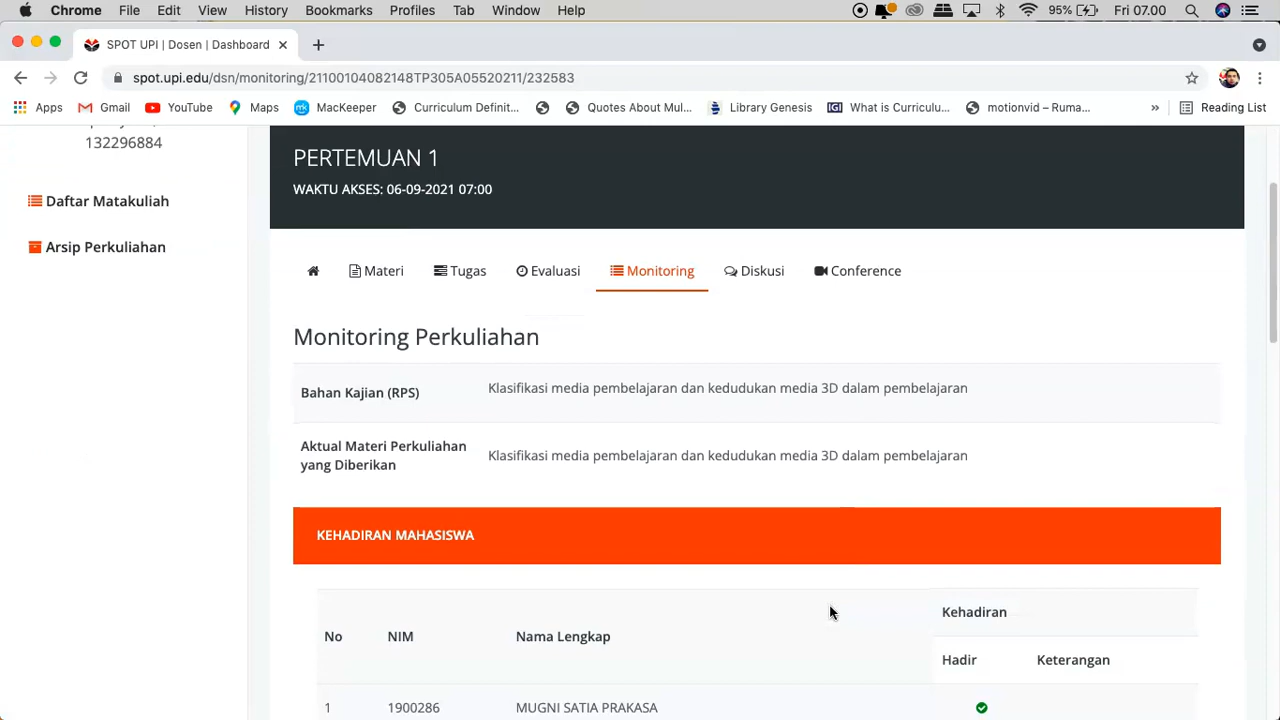 Chrome File Edit View History Bookmarks Profiles Tab Window Help 95% Fri 07.00
SPOT UPI | Dosen | Dashboard
spot.upi.edu/dsn/monitoring/21100104082148TP305A05520211/232583
Apps Gmail YouTube Maps MacKeeper Curriculum Definit... Quotes About Mul... Library Genesis IGI What is Curriculu... motionvid – Ruma... » Reading List
132296884
Daftar Matakuliah
Arsip Perkuliahan
PERTEMUAN 1
WAKTU AKSES: 06-09-2021 07:00
Materi Tugas Evaluasi Monitoring Diskusi Conference
Monitoring Perkuliahan
Bahan Kajian (RPS) Klasifikasi media pembelajaran dan kedudukan media 3D dalam pembelajaran
Aktual Materi Perkuliahan
yang Diberikan
Klasifikasi media pembelajaran dan kedudukan media 3D dalam pembelajaran
KEHADIRAN MAHASISWA
Kehadiran
No NIM Nama Lengkap
Hadir Keterangan
1 1900286 MUGNI SATIA PRAKASA